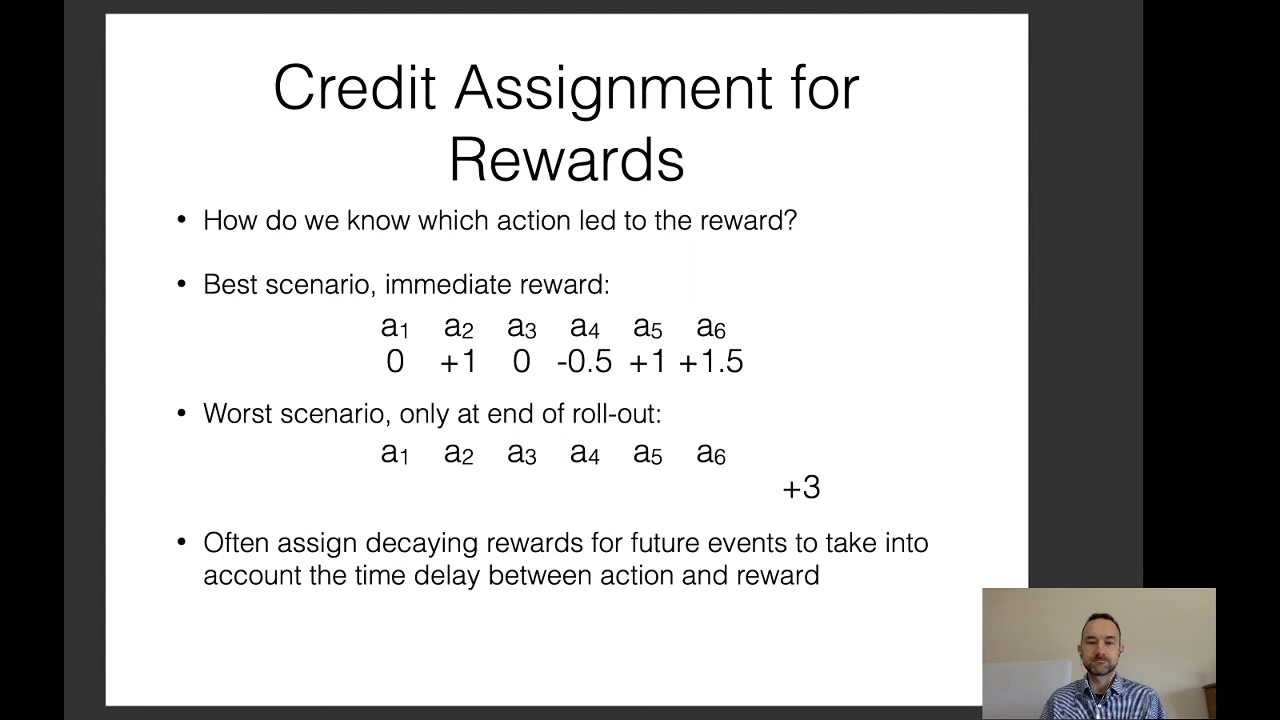 Credit Assignment for
Rewards
• How do we know which action led to the reward?
• Best scenario, immediate reward:
a1 a2 a3 a4 a5 a6
0 +1 0 -0.5 +1 +1.5
• Worst scenario, only at end of roll-out:
a1 a2 a3 a4 a5 a6
+3
• Often assign decaying rewards for future events to take into
account the time delay between action and reward